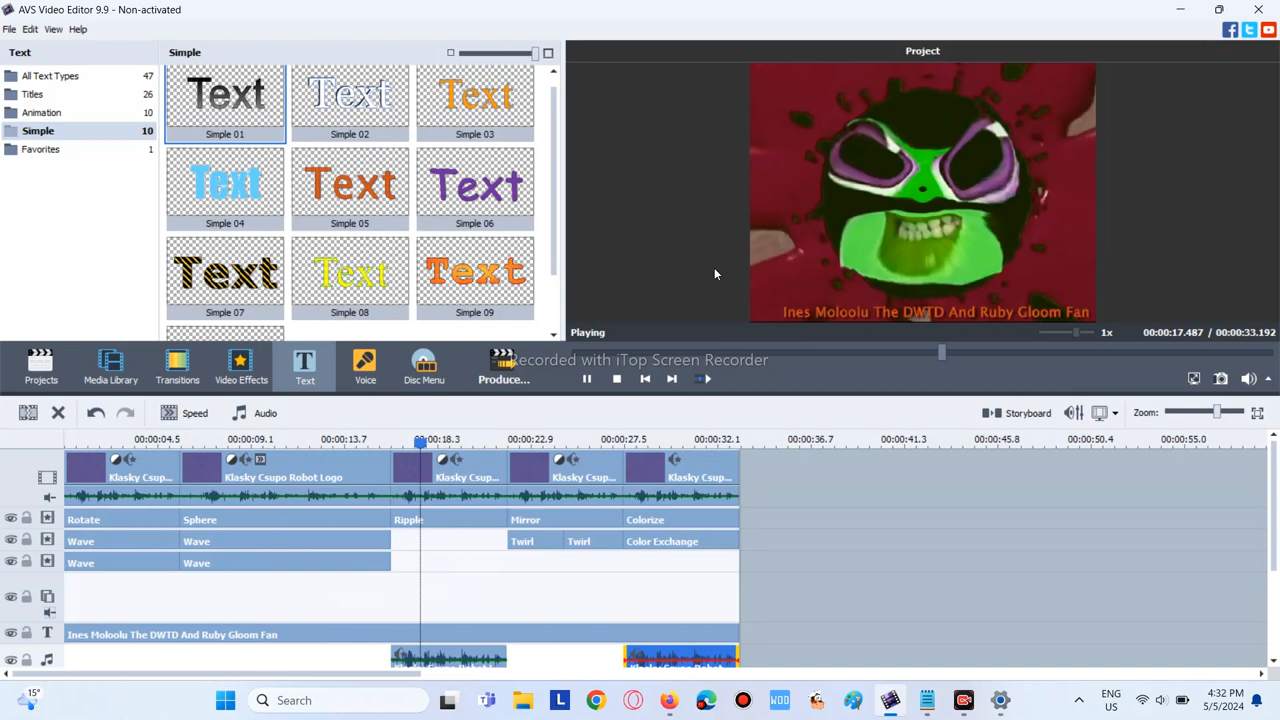 AVS Video Editor 9.9 - Non-activated
File Edit View Help
Text
All Text Types 47
Titles 26
Animation 10
Simple 10
Favorites 1
Simple
Text Text Text
Simple 01 Simple 02 Simple 03
Text Text Text
Simple 04 Simple 05 Simple 06
Text Text Text
Simple 07 Simple 08 Simple 09
Project
Ines Moloolu The DWTD And Ruby Gloom Fan
Playing 1x 00:00:17.487 / 00:00:33.192
Recorded with iTop Screen Recorder
Projects Media Library Transitions Video Effects Text Voice Disc Menu Produce...
Speed Audio Storyboard Zoom:
00:00:04.5 00:00:09.1 00:00:13.7 00:00:18.3 00:00:22.9 00:00:27.5 00:00:32.1 00:00:36.7 00:00:41.3 00:00:45.8 00:00:50.4 00:00:55.0
Klasky Csup... Klasky Csupo Robot Logo Klasky Csup... Klasky Csup... Klasky Csup...
Rotate Sphere Ripple Mirror Colorize
Wave Wave Twirl Twirl Color Exchange
Wave Wave
Ines Moloolu The DWTD And Ruby Gloom Fan
15° Search ENG 4:32 PM
US 5/5/2024